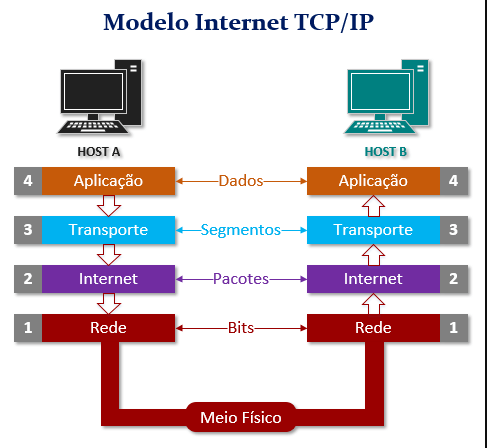 Modelo Internet TCP/IP
HOST A HOST B
4 Aplicação Dados Aplicação 4
3 Transporte Segmentos Transporte 3
2 Internet Pacotes Internet 2
1 Rede Bits Rede 1
Meio Físico